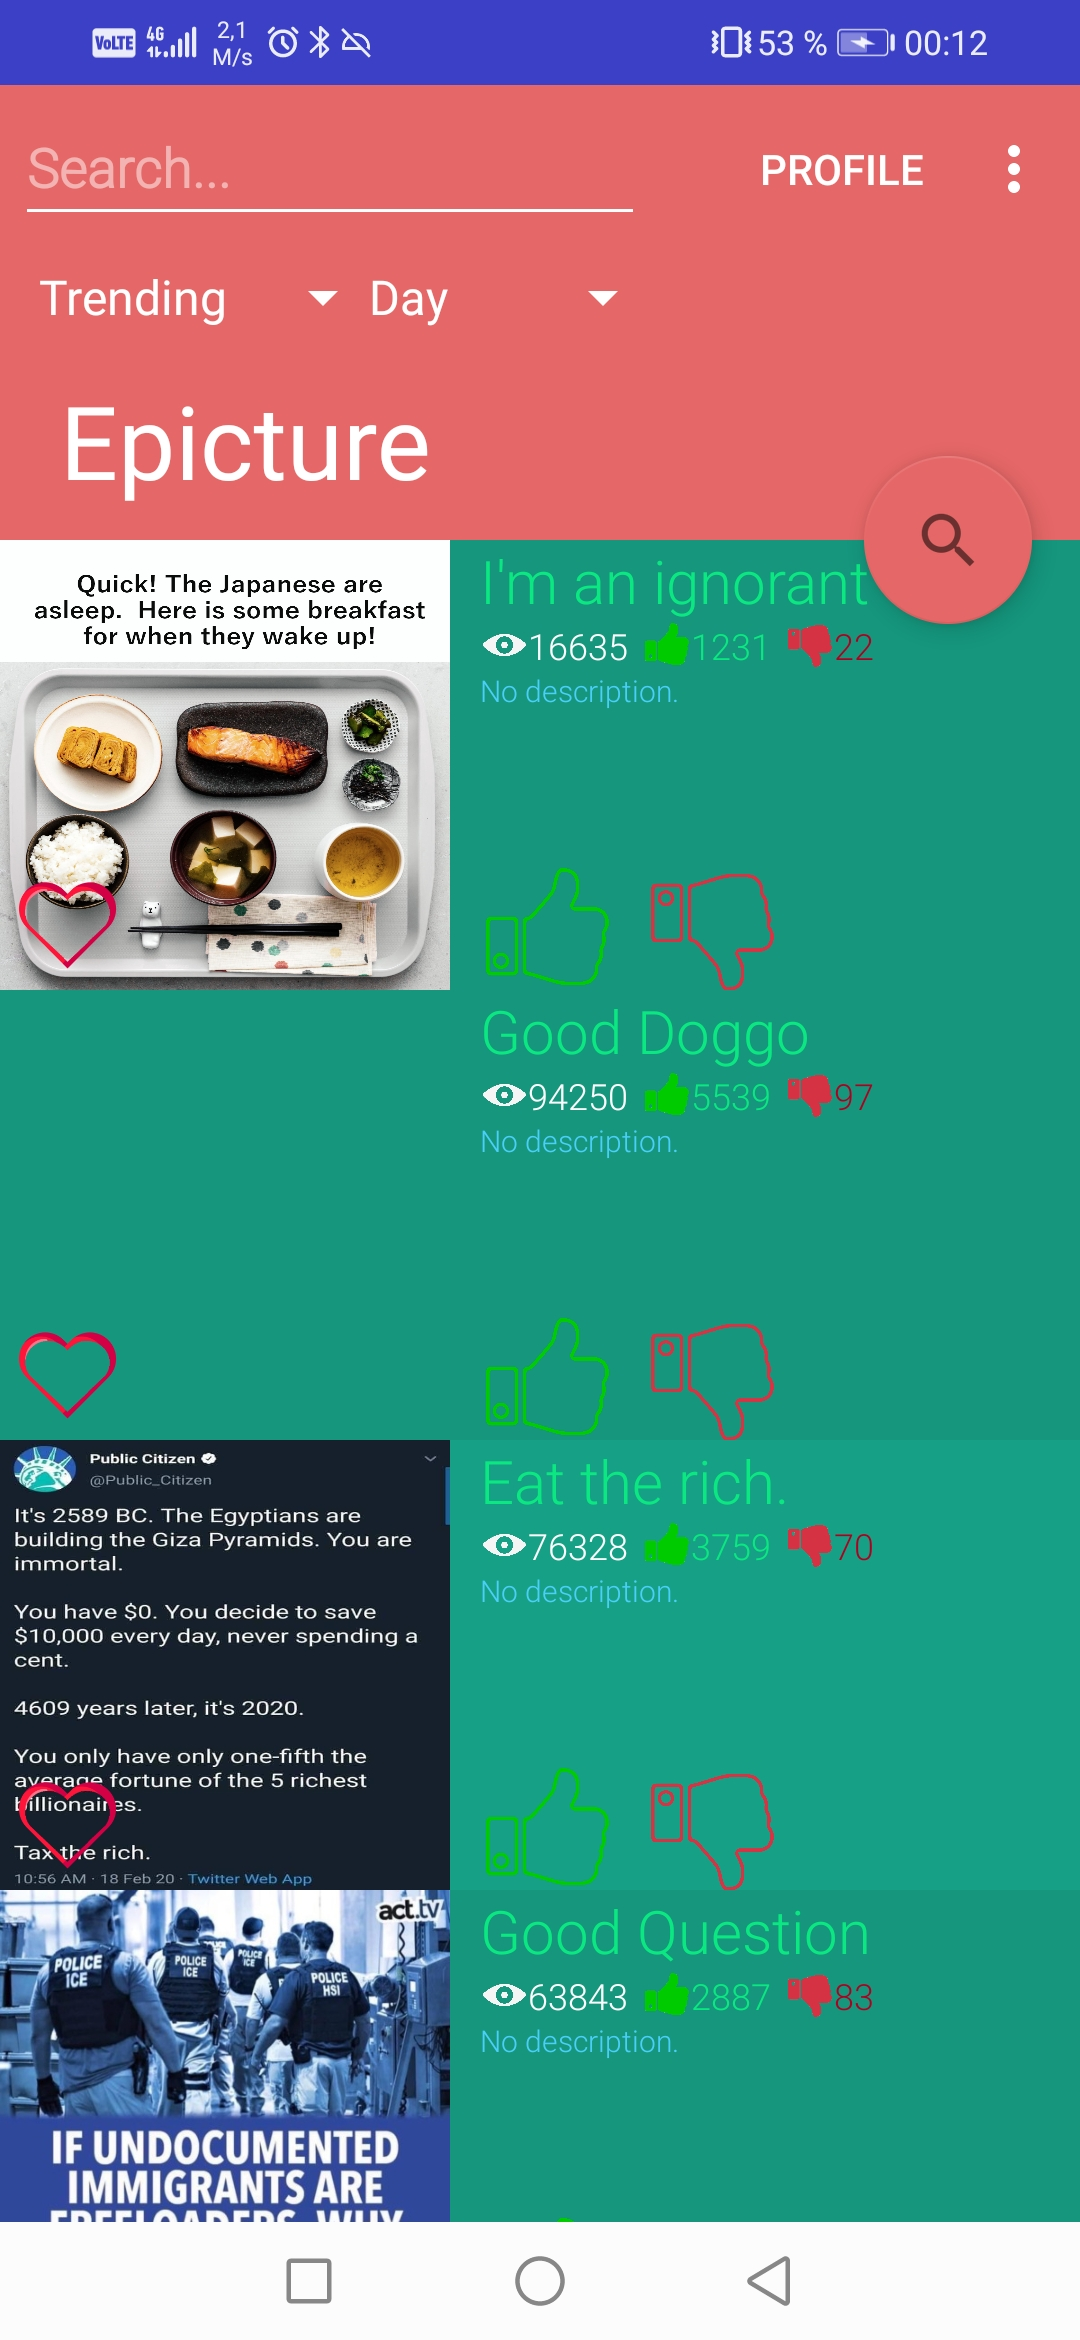 VoLTE 4G 2,1 M/s 53 % 00:12
Search...
PROFILE
Trending
Day
Epicture
Quick! The Japanese are
asleep. Here is some breakfast
for when they wake up!
I'm an ignorant
16635 1231 22
No description.
Good Doggo
94250 5539 97
No description.
Public Citizen
@Public_Citizen
It's 2589 BC. The Egyptians are
building the Giza Pyramids. You are
immortal.
You have $0. You decide to save
$10,000 every day, never spending a
cent.
4609 years later, it's 2020.
You only have only one-fifth the
average fortune of the 5 richest
billionaires.
Tax the rich.
10:56 AM · 18 Feb 20 · Twitter Web App
Eat the rich.
76328 3759 70
No description.
act.tv
POLICE
ICE
POLICE
ICE
POLICE
ICE
POLICE
HSI
IF UNDOCUMENTED
IMMIGRANTS ARE
FREELOADERS, WHY
Good Question
63843 2887 83
No description.